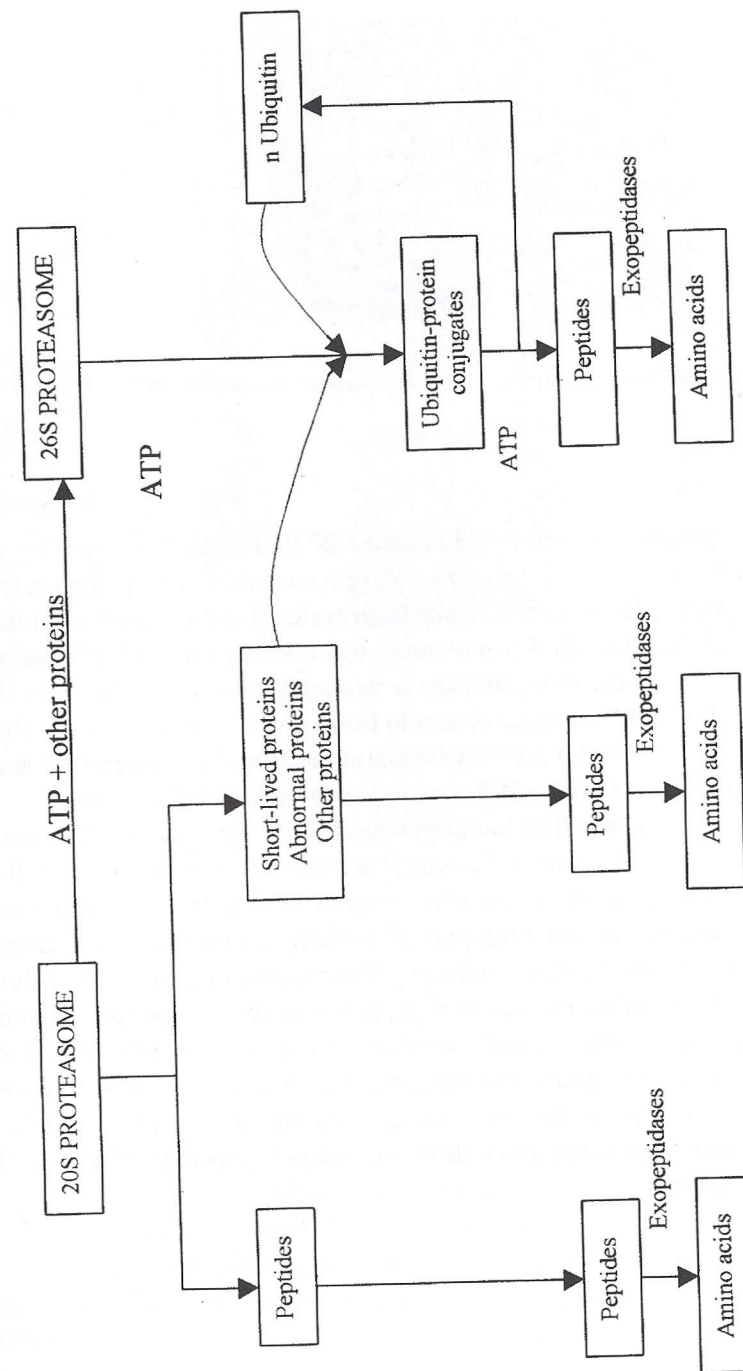 20S PROTEASOME
ATP + other proteins
26S PROTEASOME
ATP
n Ubiquitin
Peptides
Short-lived proteins
Abnormal proteins
Other proteins
Ubiquitin-protein
conjugates
ATP
Peptides
Peptides
Peptides
Exopeptidases
Exopeptidases
Exopeptidases
Amino acids
Amino acids
Amino acids